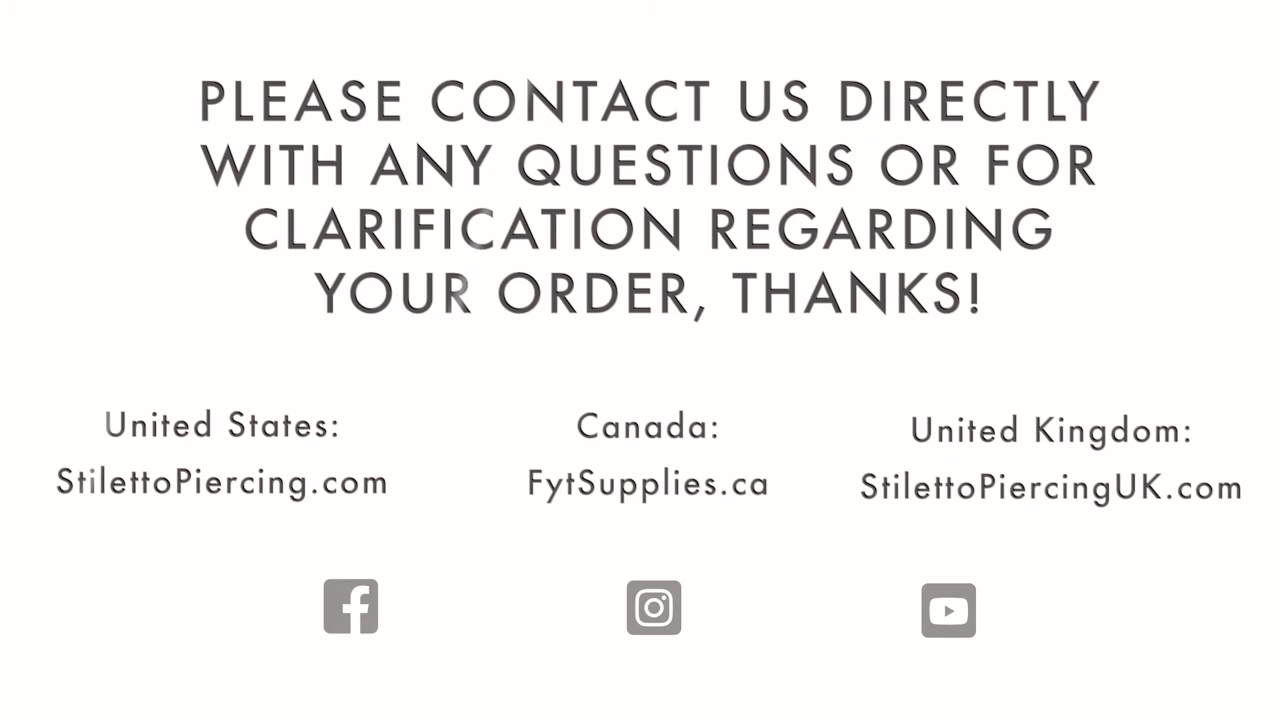 PLEASE CONTACT US DIRECTLY
WITH ANY QUESTIONS OR FOR
CLARIFICATION REGARDING
YOUR ORDER, THANKS!
United States:
StilettoPiercing.com
Canada:
FytSupplies.ca
United Kingdom:
StilettoPiercingUK.com